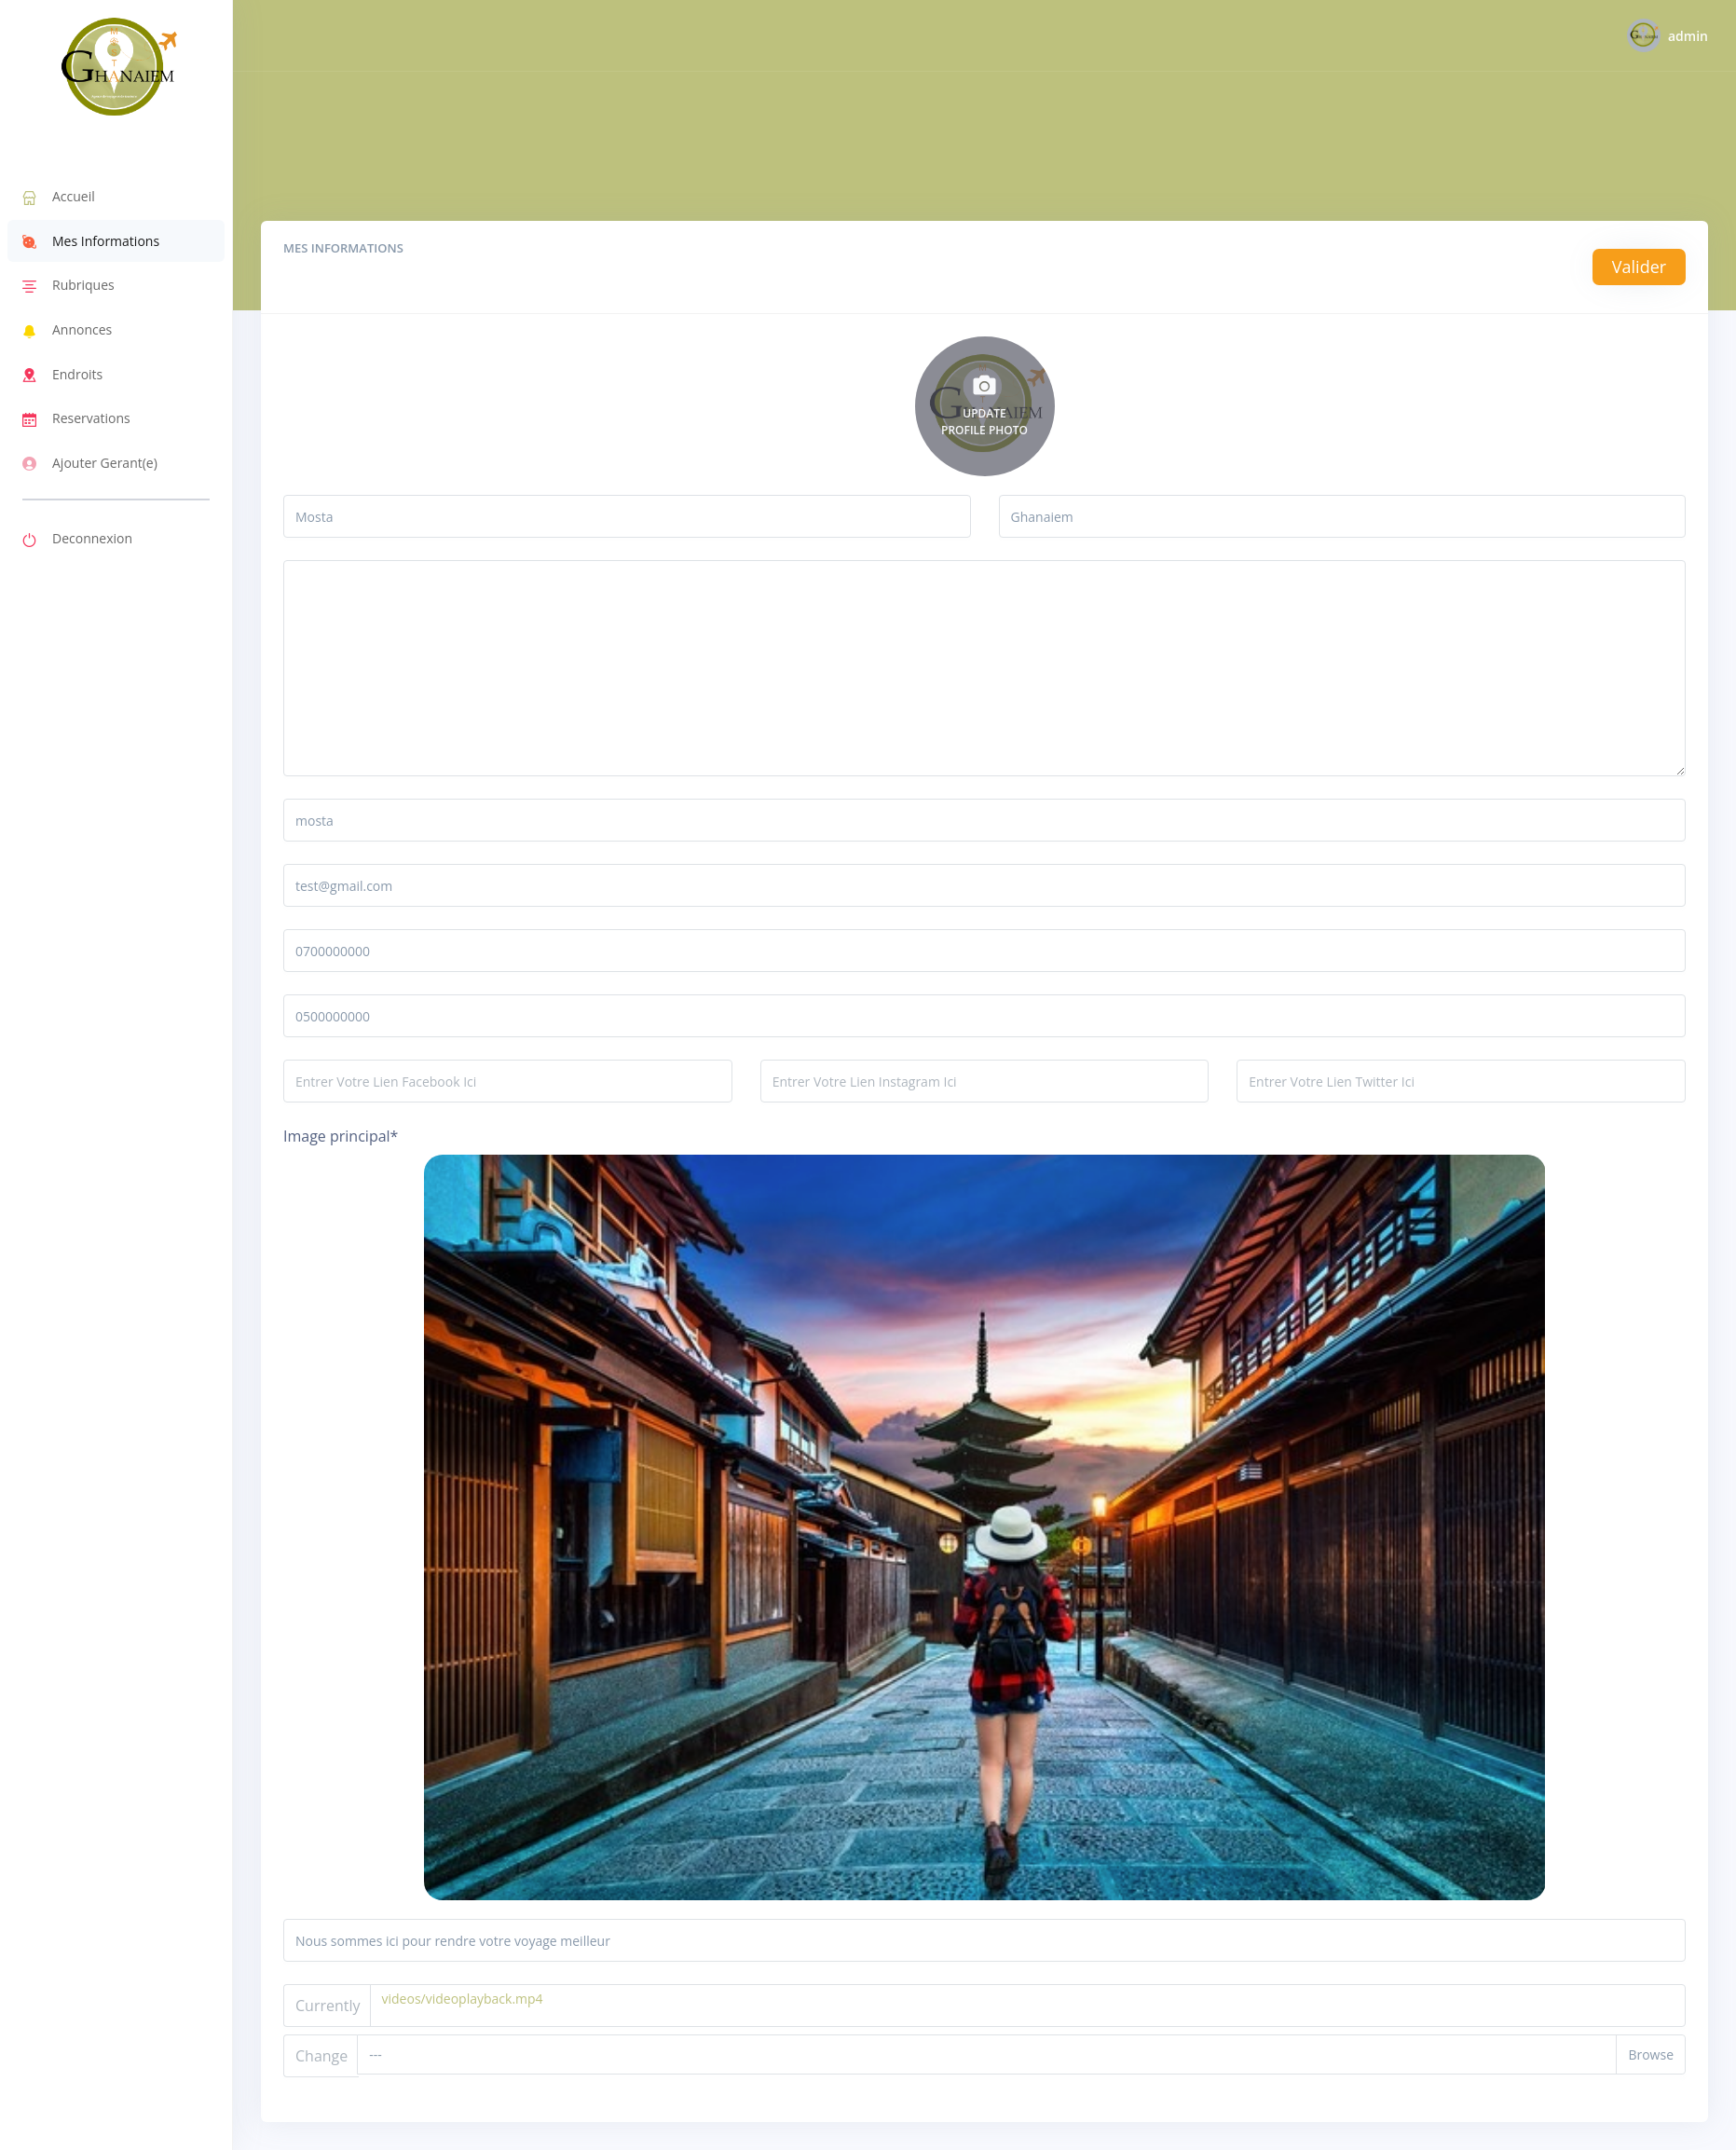 GHANAIEM
admin
Accueil
Mes Informations
Rubriques
Annonces
Endroits
Reservations
Ajouter Gerant(e)
Deconnexion
MES INFORMATIONS
Valider
UPDATE
PROFILE PHOTO
Mosta
Ghanaiem
mosta
test@gmail.com
0700000000
0500000000
Entrer Votre Lien Facebook Ici
Entrer Votre Lien Instagram Ici
Entrer Votre Lien Twitter Ici
Image principal*
Nous sommes ici pour rendre votre voyage meilleur
Currently
videos/videoplayback.mp4
Change
---
Browse